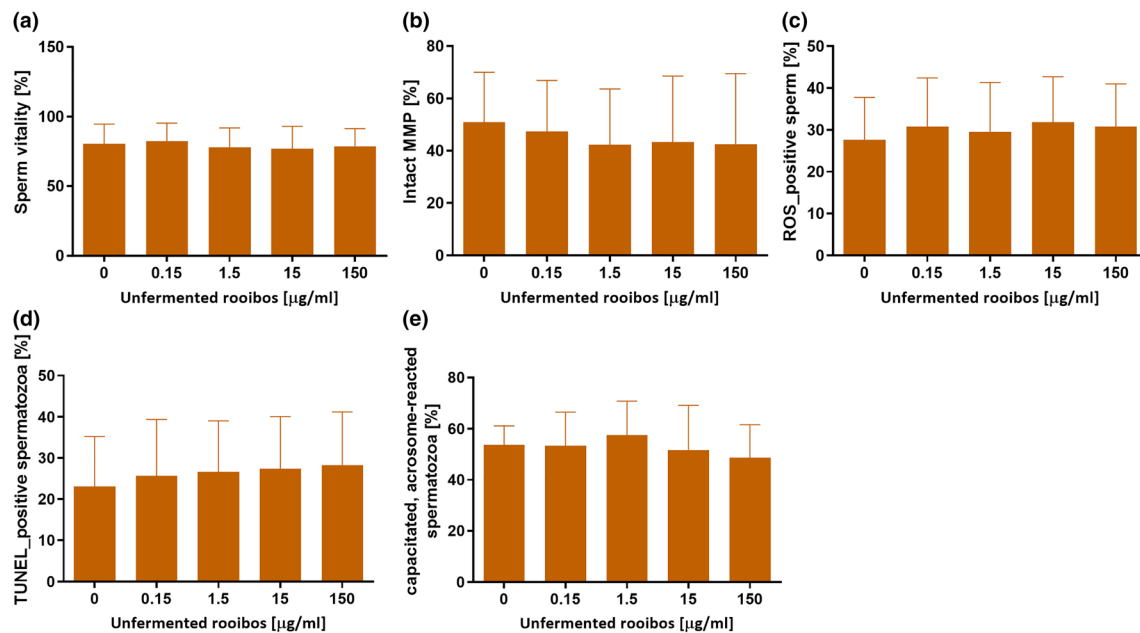 (a)
Sperm vitality [%]
150
100
50
0
0 0.15 1.5 15 150
Unfermented rooibos [µg/ml]
(b)
Intact MMP [%]
80
60
40
20
0
0 0.15 1.5 15 150
Unfermented rooibos [µg/ml]
(c)
ROS_positive sperm [%]
50
40
30
20
10
0
0 0.15 1.5 15 150
Unfermented rooibos [µg/ml]
(d)
TUNEL_positive spermatozoa [%]
50
40
30
20
10
0
0 0.15 1.5 15 150
Unfermented rooibos [µg/ml]
(e)
capacitated, acrosome-reacted
spermatozoa [%]
80
60
40
20
0
0 0.15 1.5 15 150
Unfermented rooibos [µg/ml]